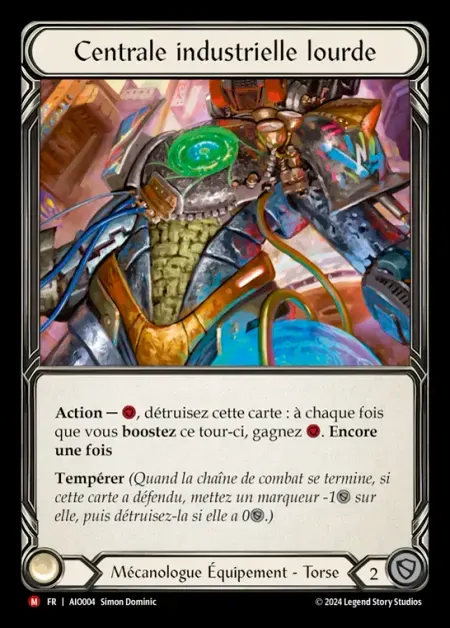 Centrale industrielle lourde
Action — , détruisez cette carte : à chaque fois
que vous boostez ce tour-ci, gagnez . Encore
une fois
Tempérer (Quand la chaîne de combat se termine, si
cette carte a défendu, mettez un marqueur -1 sur
elle, puis détruisez-la si elle a 0.)
Mécanologue Équipement - Torse
2
M FR | AIO004 Simon Dominic
© 2024 Legend Story Studios